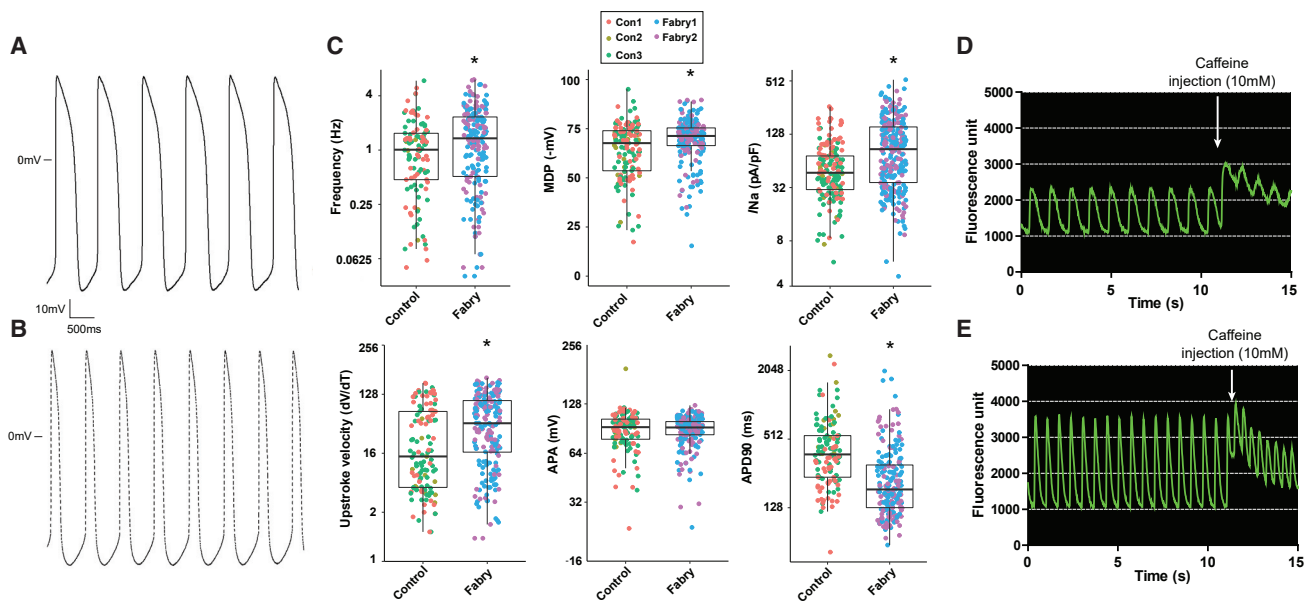 A
0mV
10mV
500ms
B
0mV
C
Con1
Con2
Con3
Fabry1
Fabry2
Frequency (Hz)
4
1
0.25
0.0625
*
Control
Fabry
MDP (-mV)
100
75
50
25
0
*
Control
Fabry
INa (pA/pF)
512
128
32
8
4
*
Control
Fabry
Upstroke velocity (dV/dT)
256
128
16
2
1
*
Control
Fabry
APA (mV)
256
128
64
32
-16
Control
Fabry
APD90 (ms)
2048
512
128
*
Control
Fabry
D
Caffeine
injection (10mM)
Fluorescence unit
5000
4000
3000
2000
1000
0
0 5 10 15
Time (s)
E
Caffeine
injection (10mM)
Fluorescence unit
5000
4000
3000
2000
1000
0
0 5 10 15
Time (s)